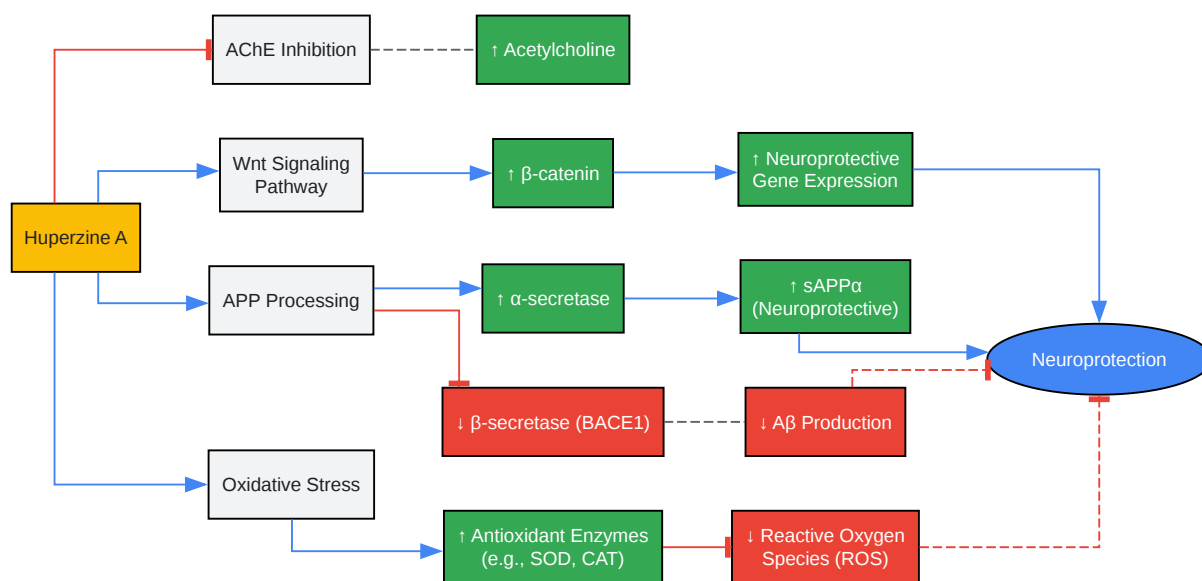 AChE Inhibition
↑ Acetylcholine
Wnt Signaling
Pathway
↑ β-catenin
↑ Neuroprotective
Gene Expression
Huperzine A
APP Processing
↑ α-secretase
↑ sAPPα
(Neuroprotective)
Neuroprotection
↓ β-secretase (BACE1)
↓ Aβ Production
Oxidative Stress
↑ Antioxidant Enzymes
(e.g., SOD, CAT)
↓ Reactive Oxygen
Species (ROS)